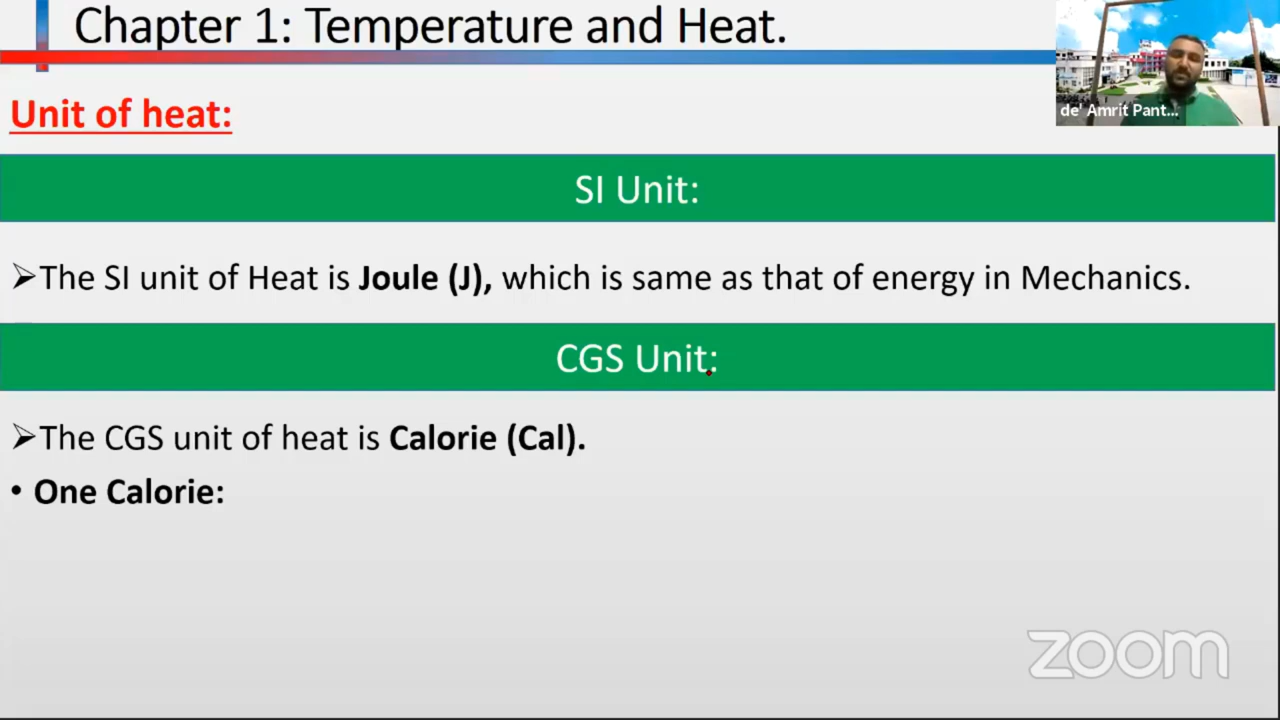 Chapter 1: Temperature and Heat.
de' Amrit Pant...
Unit of heat:
SI Unit:
➢The SI unit of Heat is Joule (J), which is same as that of energy in Mechanics.
CGS Unit:
➢The CGS unit of heat is Calorie (Cal).
• One Calorie:
zoom